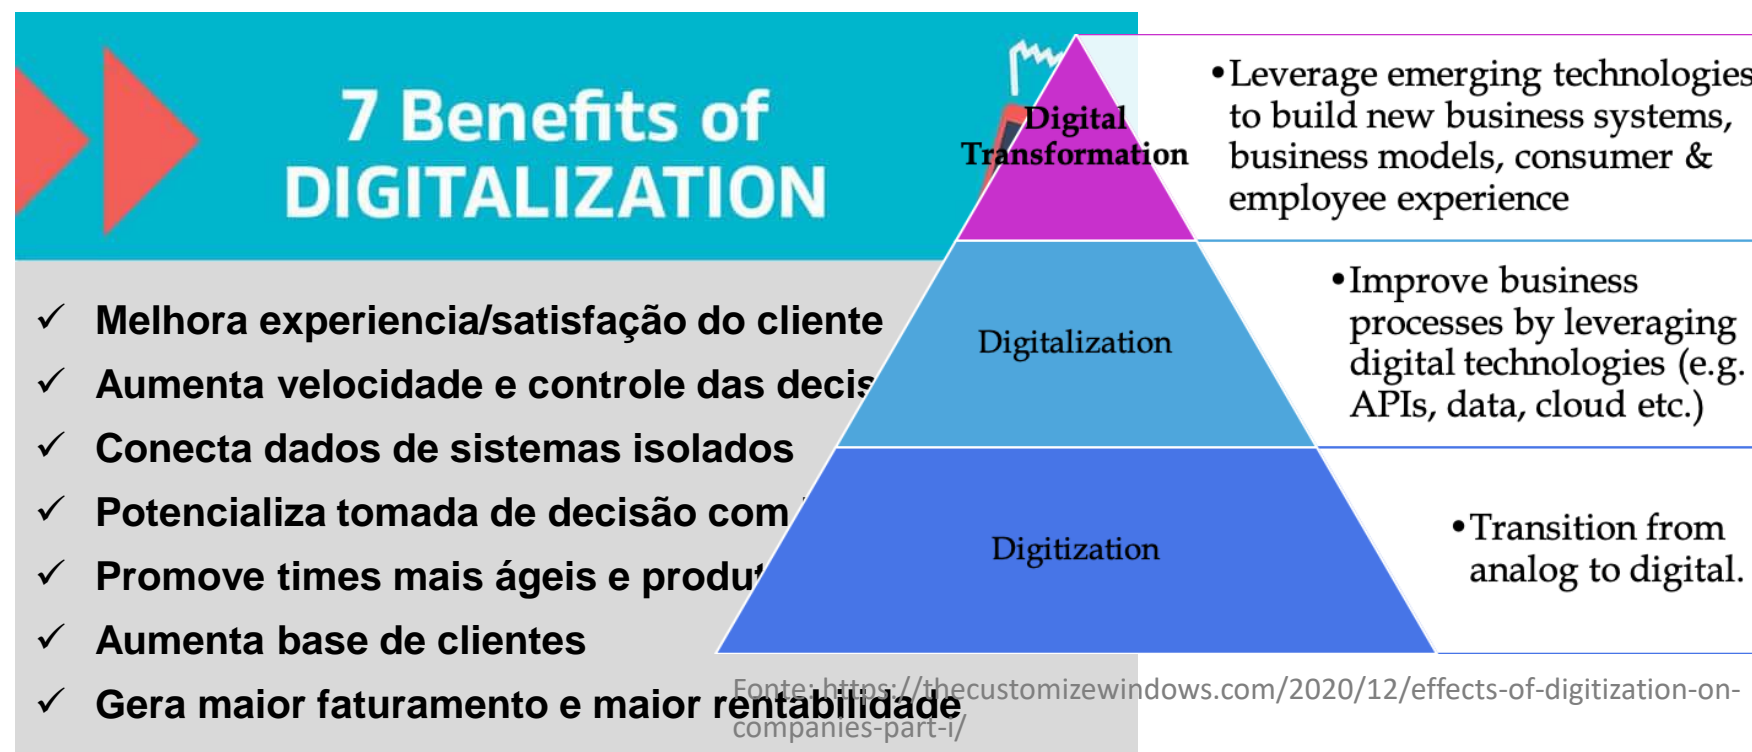 7 Benefits of
DIGITALIZATION
✓ Melhora experiencia/satisfação do cliente
✓ Aumenta velocidade e controle das decis
✓ Conecta dados de sistemas isolados
✓ Potencializa tomada de decisão com
✓ Promove times mais ágeis e produt
✓ Aumenta base de clientes
✓ Gera maior faturamento e maior rentabilidade
Digital
Transformation
•Leverage emerging technologies
to build new business systems,
business models, consumer &
employee experience
Digitalization
•Improve business
processes by leveraging
digital technologies (e.g.
APIs, data, cloud etc.)
Digitization
•Transition from
analog to digital.
Fonte: https://thecustomizewindows.com/2020/12/effects-of-digitization-on-
companies-part-i/